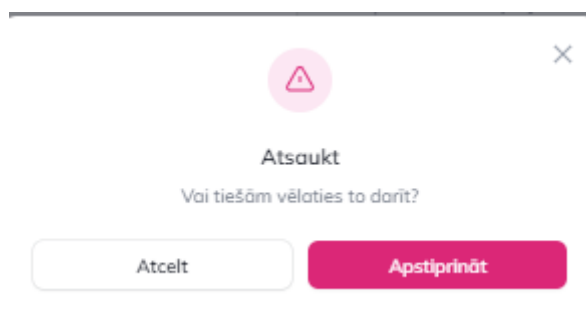 Atsaukt
Vai tiešām vēlaties to darīt?
Atcelt
Apstiprināt